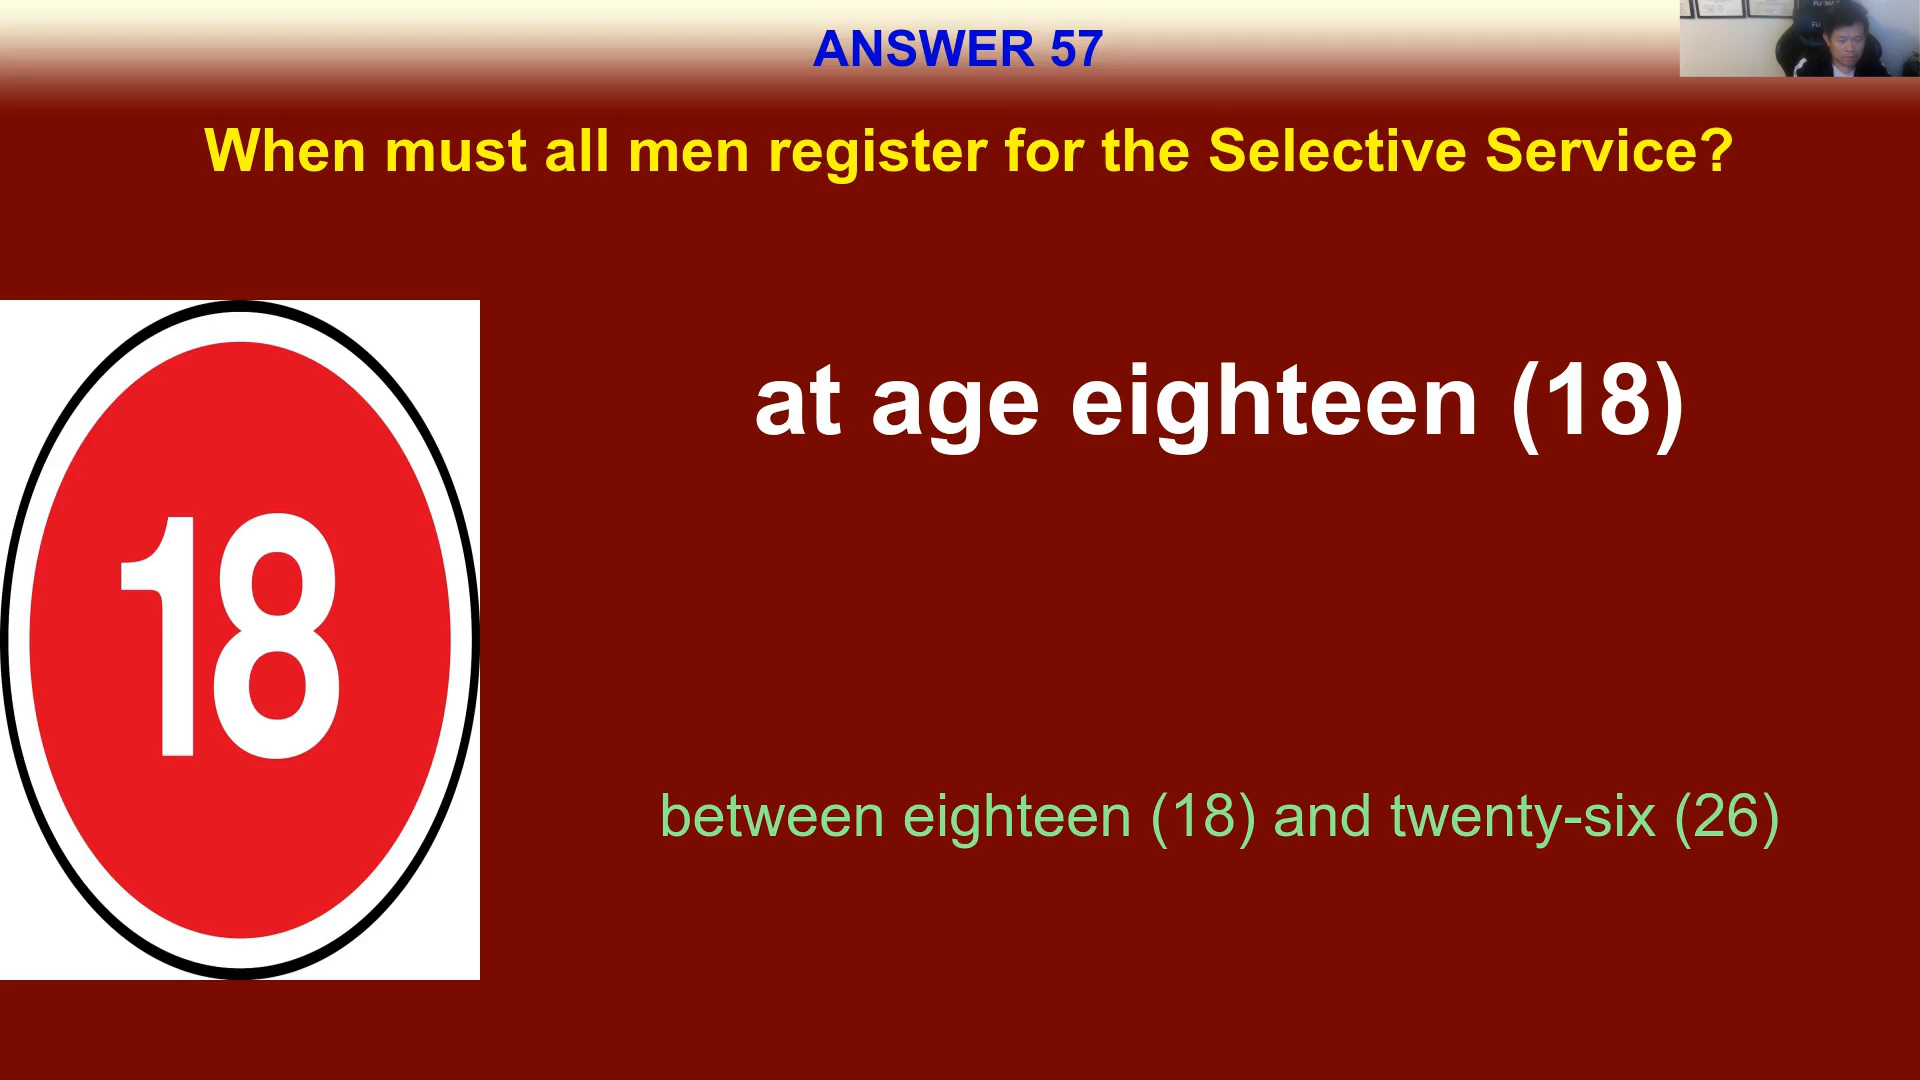 ANSWER 57
When must all men register for the Selective Service?
at age eighteen (18)
18
between eighteen (18) and twenty-six (26)